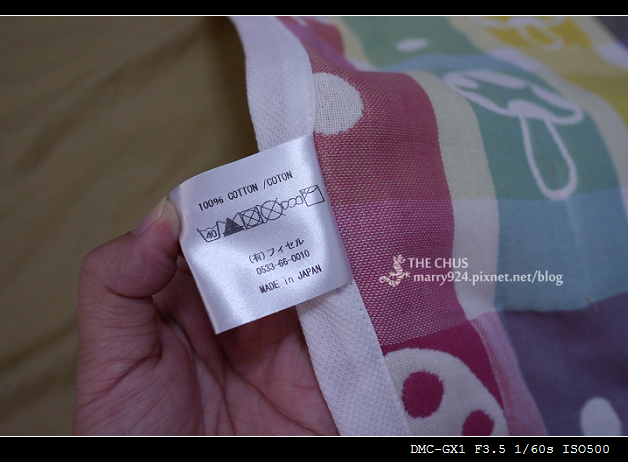 100% COTTON /COTON
40
(有)フィセル
0533-66-0010
MADE in JAPAN
THE CHUS
marry924.pixnet.net/blog
DMC-GX1 F3.5 1/60s ISO500